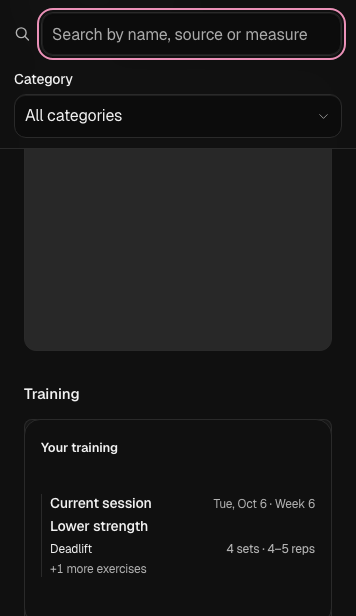 Search by name, source or measure
Category
All categories
Training
Your training
Current session Tue, Oct 6 · Week 6
Lower strength
Deadlift 4 sets · 4–5 reps
+1 more exercises